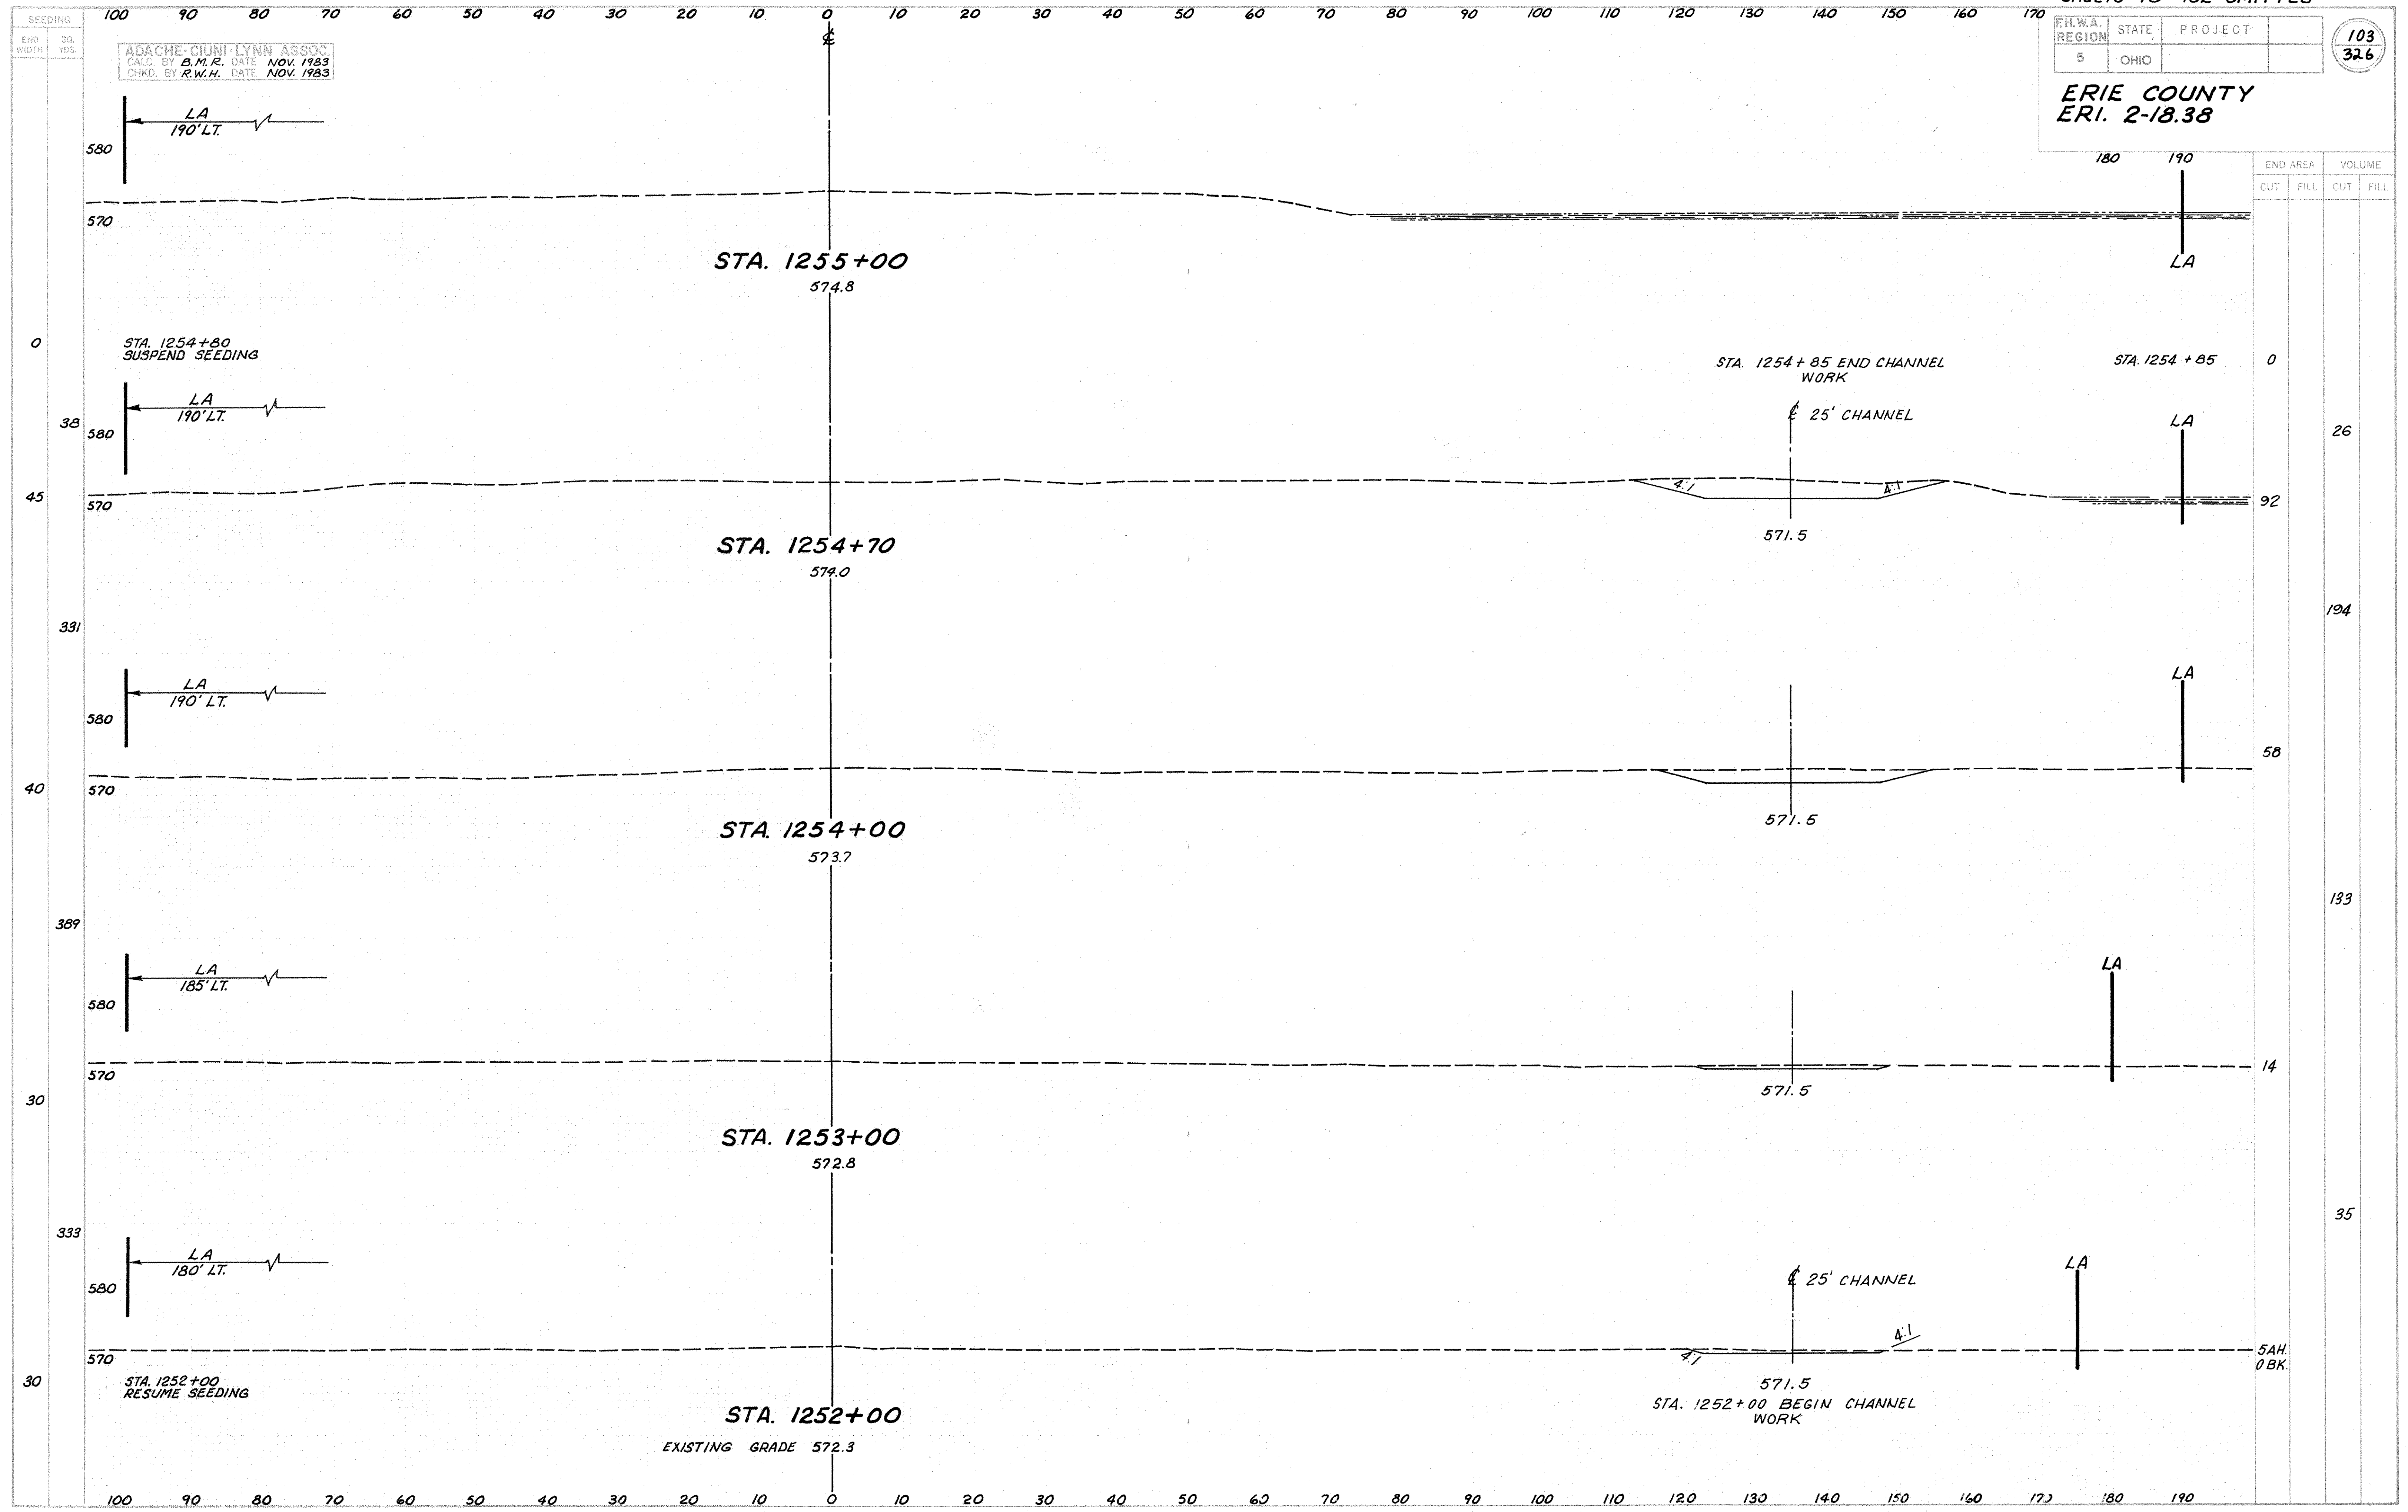 SEEDING
END WIDTH
SQ. YDS.
100 90 80 70 60 50 40 30 20 10 0 10 20 30 40 50 60 70 80 90 100 110 120 130 140 150 160 170
℄
ADACHE-CIUNI-LYNN ASSOC.
CALC. BY B.M.R. DATE NOV. 1983
CHKD. BY R.W.H. DATE NOV. 1983
F.H.W.A. REGION STATE PROJECT
5 OHIO
103
326
ERIE COUNTY
ERI. 2-18.38
180 190
END AREA VOLUME
CUT FILL CUT FILL
LA
190' LT.
580
570
LA
STA. 1255+00
574.8
0
STA. 1254+80
SUSPEND SEEDING
STA. 1254+85 END CHANNEL
WORK
STA. 1254+85 0
LA
190' LT.
℄ 25' CHANNEL
LA
38
580
26
45
570
4:1 4:1
92
571.5
STA. 1254+70
574.0
331
194
LA
190' LT.
LA
580
58
40
570
571.5
STA. 1254+00
573.7
389
133
LA
185' LT.
LA
580
570
14
30
571.5
STA. 1253+00
572.8
333
35
LA
180' LT.
LA
580
℄ 25' CHANNEL
4:1 4:1
570
5 AH.
0 BK.
30
STA. 1252+00
RESUME SEEDING
571.5
STA. 1252+00 BEGIN CHANNEL
WORK
STA. 1252+00
EXISTING GRADE 572.3
100 90 80 70 60 50 40 30 20 10 0 10 20 30 40 50 60 70 80 90 100 110 120 130 140 150 160 170 180 190